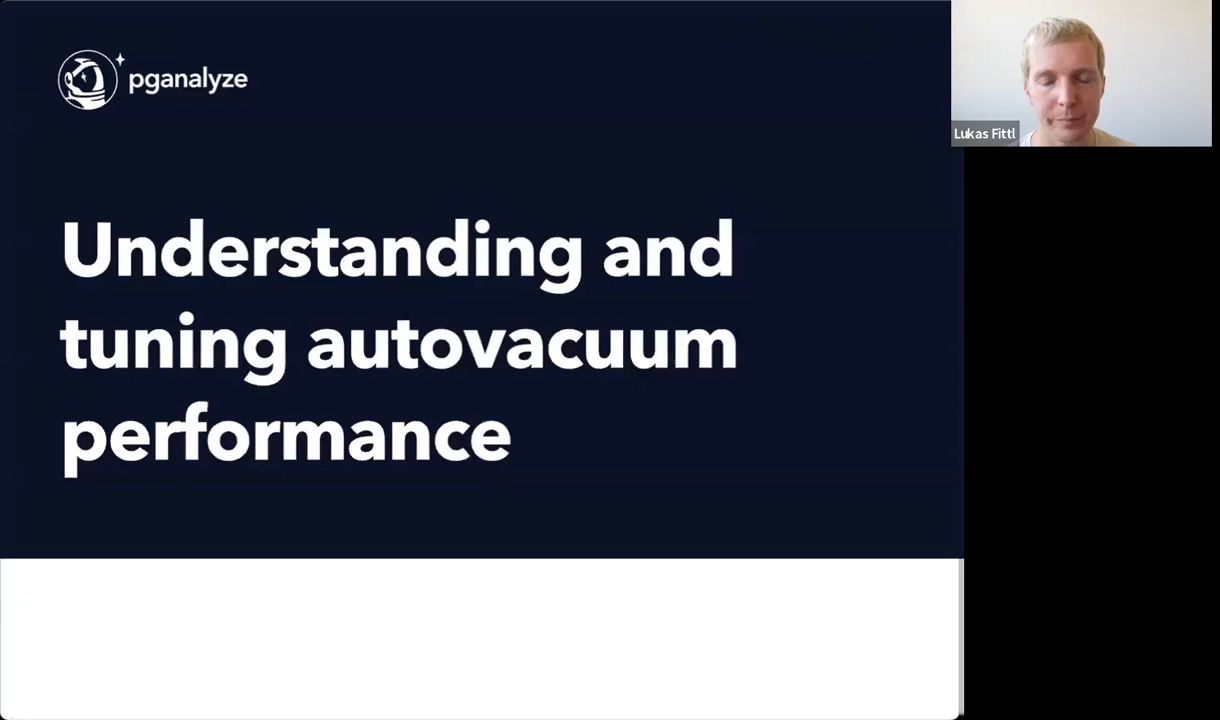 pganalyze
Understanding and
tuning autovacuum
performance
Lukas Fittl